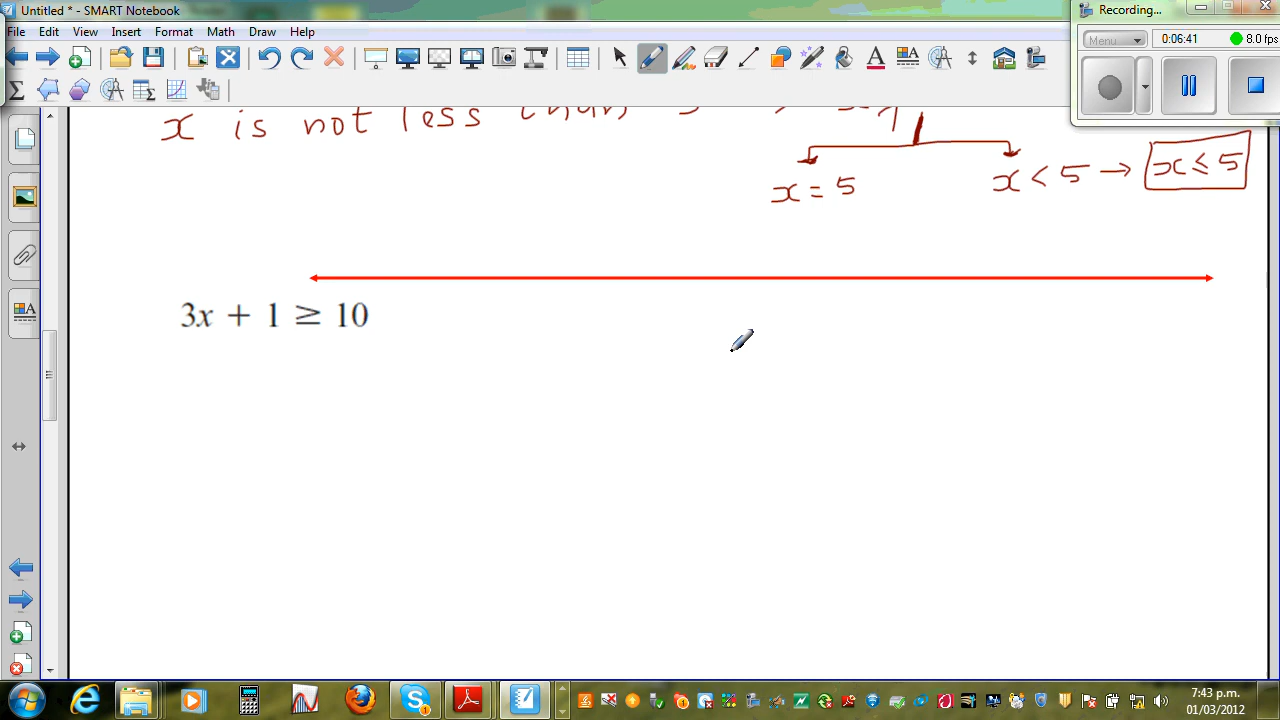 Untitled * - SMART Notebook
Recording...
File Edit View Insert Format Math Draw Help
Menu
0:06:41
8.0 fps
x is not less than
x = 5
x < 5 → x ≤ 5
3x + 1 ≥ 10
7:43 p.m.
01/03/2012